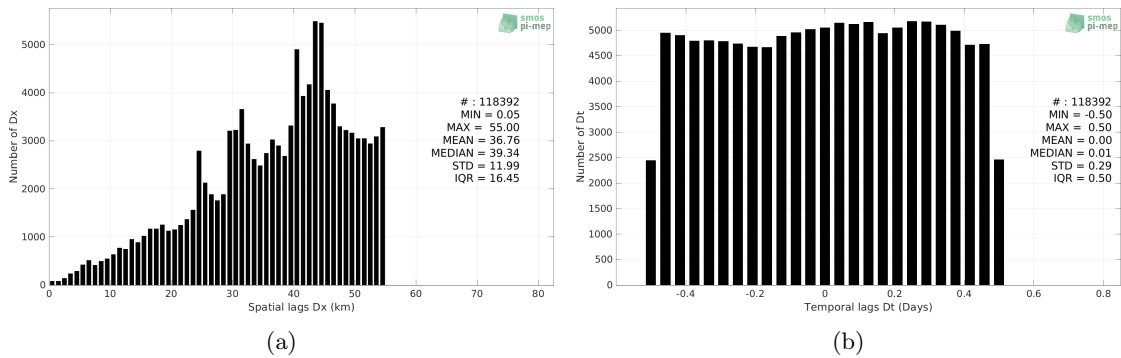 smos
pi-mep
5000
4000
3000
2000
1000
0
Number of Dx
# : 118392
MIN = 0.05
MAX = 55.00
MEAN = 36.76
MEDIAN = 39.34
STD = 11.99
IQR = 16.45
0 10 20 30 40 50 60 70 80
Spatial lags Dx (km)
(a)
smos
pi-mep
5000
4500
4000
3500
3000
2500
2000
1500
1000
500
0
Number of Dt
# : 118392
MIN = -0.50
MAX = 0.50
MEAN = 0.00
MEDIAN = 0.01
STD = 0.29
IQR = 0.50
-0.4 -0.2 0 0.2 0.4 0.6 0.8
Temporal lags Dt (Days)
(b)